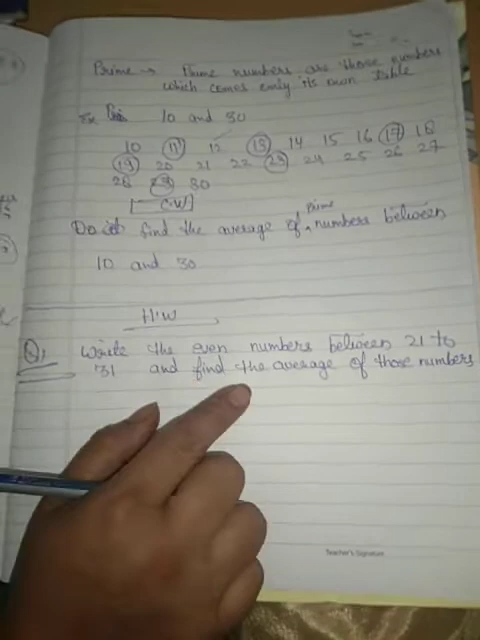 Prime → Prime numbers are those numbers
which comes only its own table
Ex 10 and 30
10 11 12 13 14 15 16 17 18
19 20 21 22 23 24 25 26 27
28 29 30
C.W
Do it find the average of prime numbers between
10 and 30
H.W
Q1 Write the even numbers between 21 to
31 and find the average of those numbers
Teacher's Signature